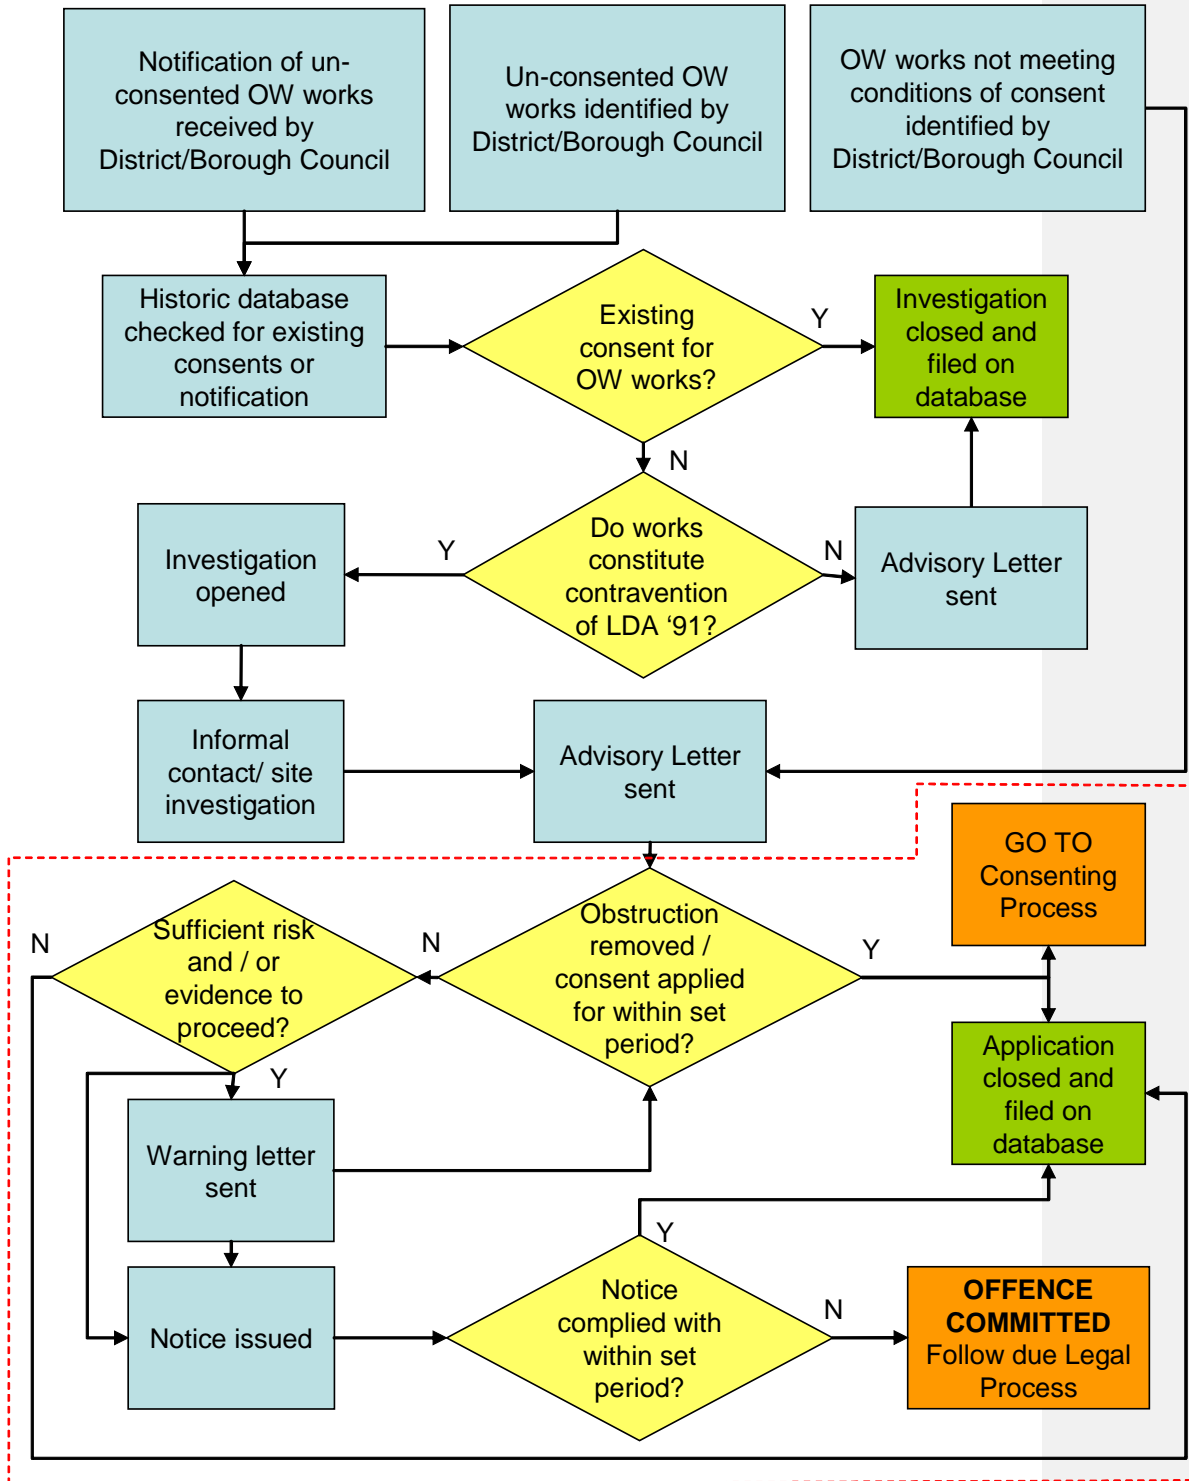 Notification of un-
consented OW works
received by
District/Borough Council
Un-consented OW
works identified by
District/Borough Council
OW works not meeting
conditions of consent
identified by
District/Borough Council
Historic database
checked for existing
consents or
notification
Existing
consent for
OW works?
Y
Investigation
closed and
filed on
database
N
Investigation
opened
Y
Do works
constitute
contravention
of LDA ‘91?
N
Advisory Letter
sent
Informal
contact/ site
investigation
Advisory Letter
sent
GO TO
Consenting
Process
N
Sufficient risk
and / or
evidence to
proceed?
N
Obstruction
removed /
consent applied
for within set
period?
Y
Application
closed and
filed on
database
Y
Warning letter
sent
Y
Notice issued
Notice
complied with
within set
period?
N
OFFENCE
COMMITTED
Follow due Legal
Process